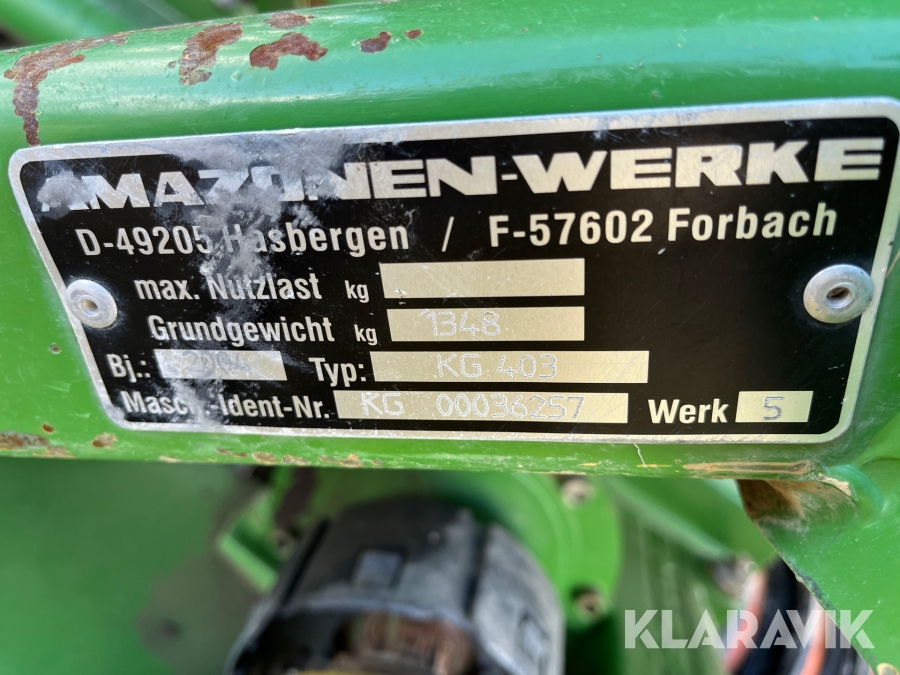 AMAZONEN-WERKE
D-49205 Hasbergen / F-57602 Forbach
max. Nutzlast kg
Grundgewicht kg 1348
Bj.: Typ: KG 403
Masch.-Ident-Nr. KG 00036257 Werk 5
KLARAVIK